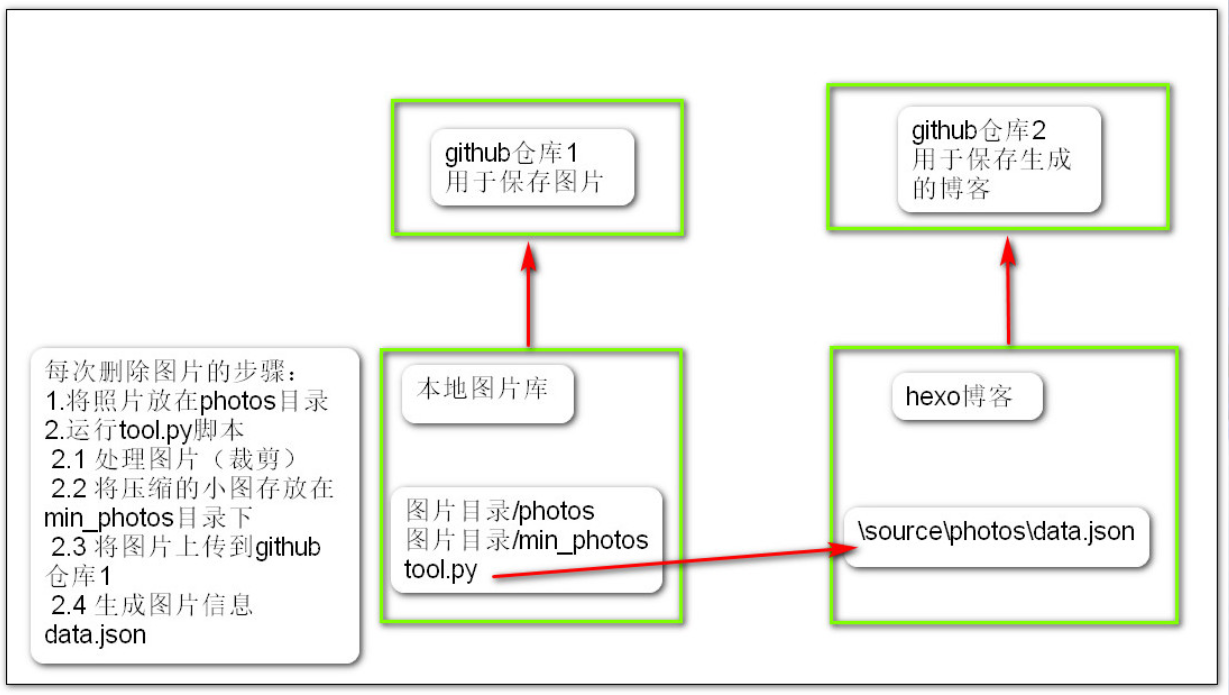 github仓库1
用于保存图片
github仓库2
用于保存生成
的博客
每次删除图片的步骤：
1.将照片放在photos目录
2.运行tool.py脚本
2.1 处理图片（裁剪）
2.2 将压缩的小图存放在
min_photos目录下
2.3 将图片上传到github
仓库1
2.4 生成图片信息
data.json
本地图片库
图片目录/photos
图片目录/min_photos
tool.py
hexo博客
\source\photos\data.json